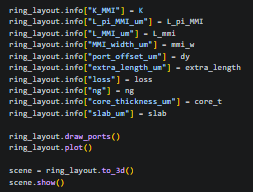 ring_layout.info["K_MMI"] = K
ring_layout.info["L_pi_MMI_um"] = L_pi_MMI
ring_layout.info["L_MMI_um"] = L_mmi
ring_layout.info["MMI_width_um"] = mmi_w
ring_layout.info["port_offset_um"] = dy
ring_layout.info["extra_length_um"] = extra_length
ring_layout.info["loss"] = loss
ring_layout.info["ng"] = ng
ring_layout.info["core_thickness_um"] = core_t
ring_layout.info["slab_um"] = slab

ring_layout.draw_ports()
ring_layout.plot()

scene = ring_layout.to_3d()
scene.show()